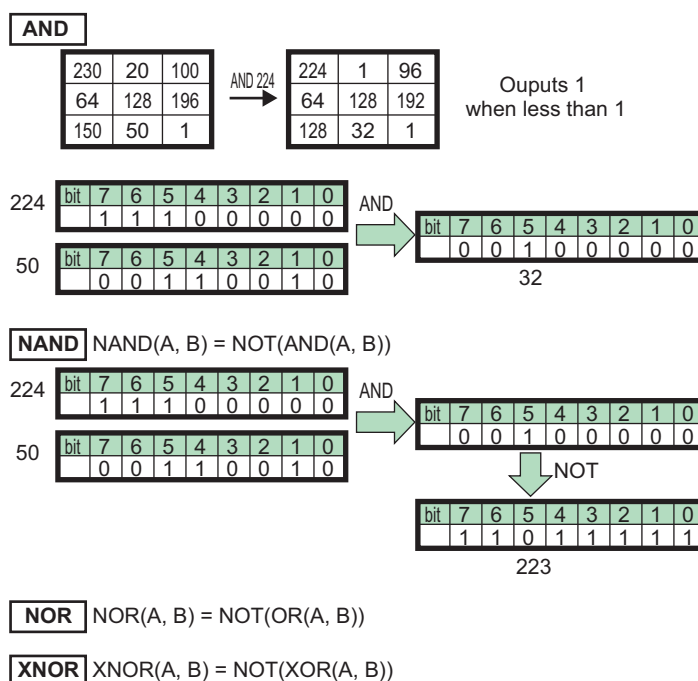 AND
230 20 100
64 128 196
150 50 1
AND 224
224 1 96
64 128 192
128 32 1
Ouputs 1
when less than 1
224
bit 7 6 5 4 3 2 1 0
1 1 1 0 0 0 0 0
50
bit 7 6 5 4 3 2 1 0
0 0 1 1 0 0 1 0
AND
bit 7 6 5 4 3 2 1 0
0 0 1 0 0 0 0 0
32
NAND NAND(A, B) = NOT(AND(A, B))
224
bit 7 6 5 4 3 2 1 0
1 1 1 0 0 0 0 0
50
bit 7 6 5 4 3 2 1 0
0 0 1 1 0 0 1 0
AND
bit 7 6 5 4 3 2 1 0
0 0 1 0 0 0 0 0
NOT
bit 7 6 5 4 3 2 1 0
1 1 0 1 1 1 1 1
223
NOR NOR(A, B) = NOT(OR(A, B))
XNOR XNOR(A, B) = NOT(XOR(A, B))